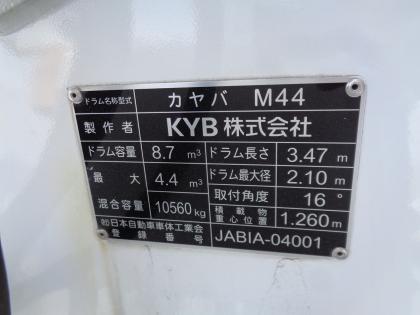 ドラム名称型式 カヤバ M44
製作者 KYB株式会社
ドラム容量 8.7 m³ ドラム長さ 3.47 m
最大混合容量 4.4 m³ 10560kg ドラム最大径 2.10 m
取付角度 16°
積載物重心位置 1.260m
㈳日本自動車車体工業会
登録番号 JABIA-04001